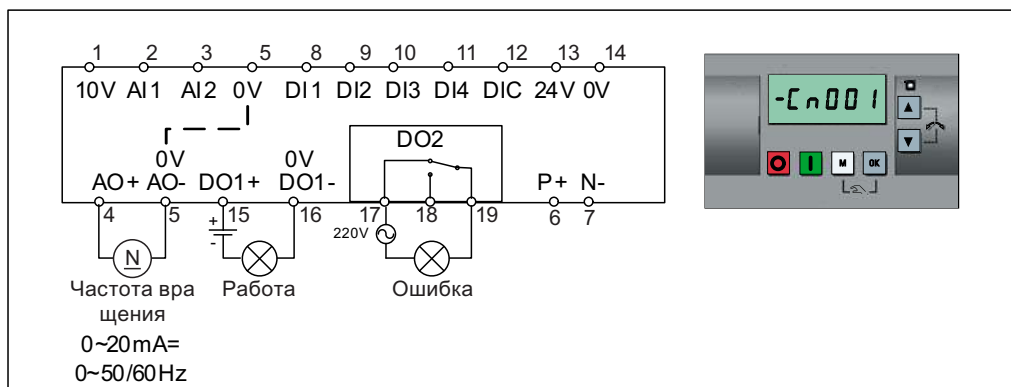 1 2 3 5 8 9 10 11 12 13 14
10V AI1 AI2 0V DI1 DI2 DI3 DI4 DIC 24V 0V
-Cn001
DO2
0V 0V
AO+ AO- DO1+ DO1- P+ N-
4 5 15 16 17 18 19 6 7
+
-
220V
N
M OK
Частота вра
щения
Работа
Ошибка
0~20mA=
0~50/60Hz